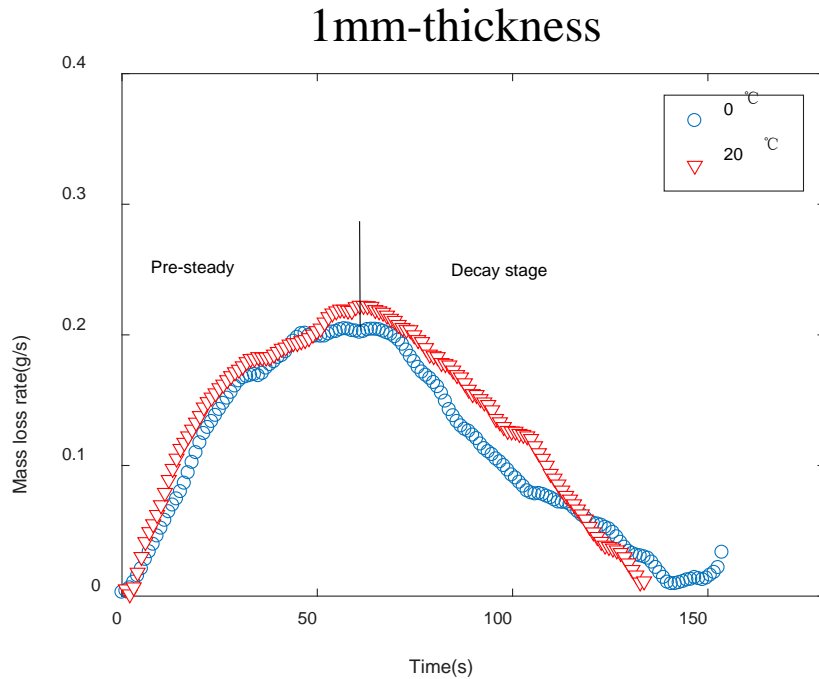 1mm-thickness
0.4
0 ℃
20 ℃
0.3
Pre-steady
Decay stage
0.2
Mass loss rate(g/s)
0.1
0
0
50
100
150
Time(s)